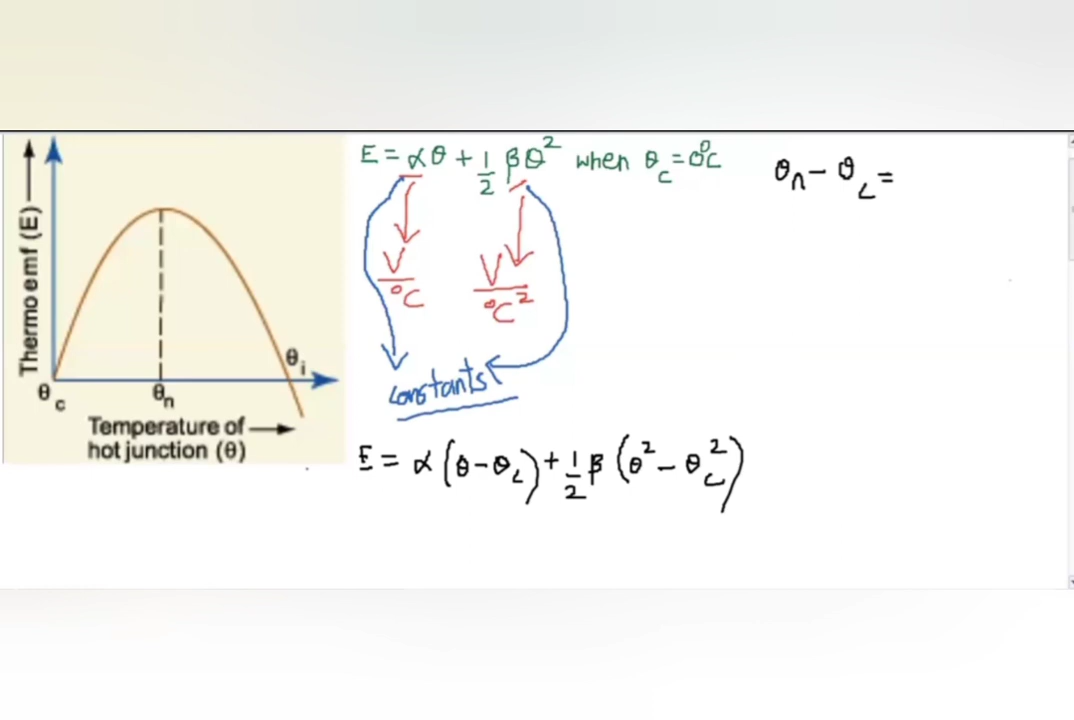 E = αθ + 1/2 βθ² when θc = 0°C
θn - θc =
V/°C V/°C²
constants
E = α(θ - θc) + 1/2 β(θ² - θc²)
Thermo emf (E)
θc θn θi
Temperature of
hot junction (θ)